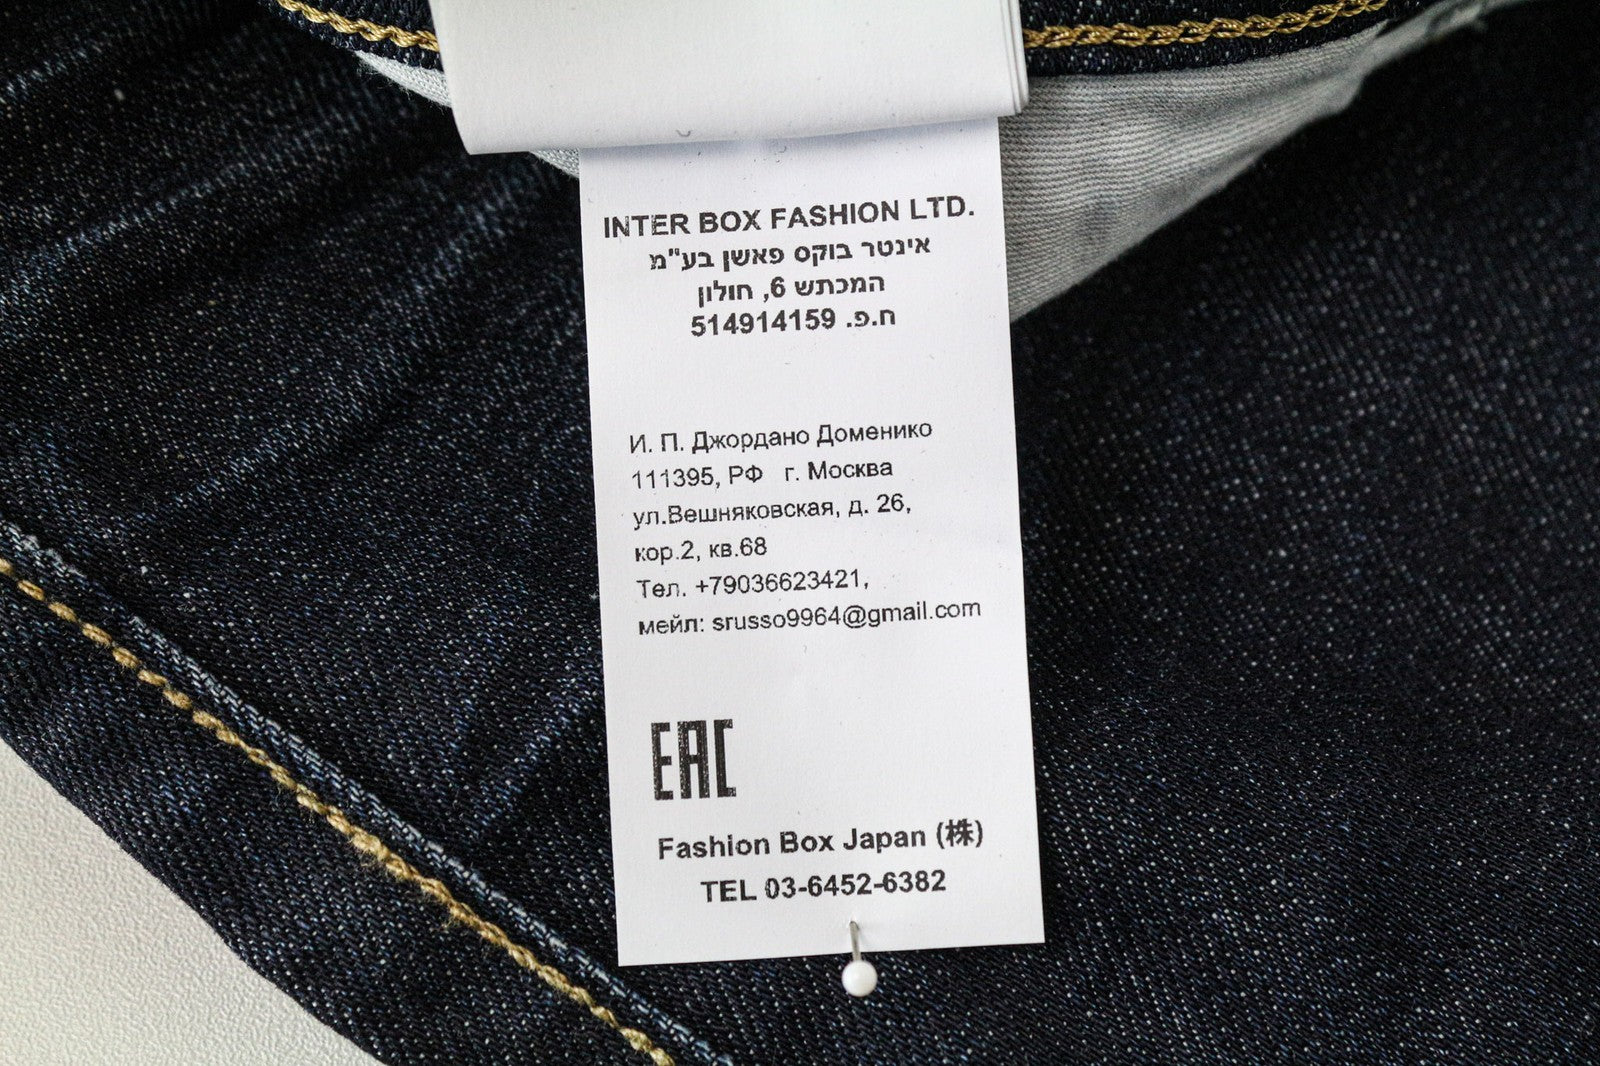 INTER BOX FASHION LTD.
אינטר בוקס פאשן בע"מ
המכתש 6, חולון
ח.פ. 514914159
И. П. Джордано Доменико
111395, РФ г. Москва
ул.Вешняковская, д. 26,
кор.2, кв.68
Тел. +79036623421,
мейл: srusso9964@gmail.com
EAC
Fashion Box Japan (株)
TEL 03-6452-6382